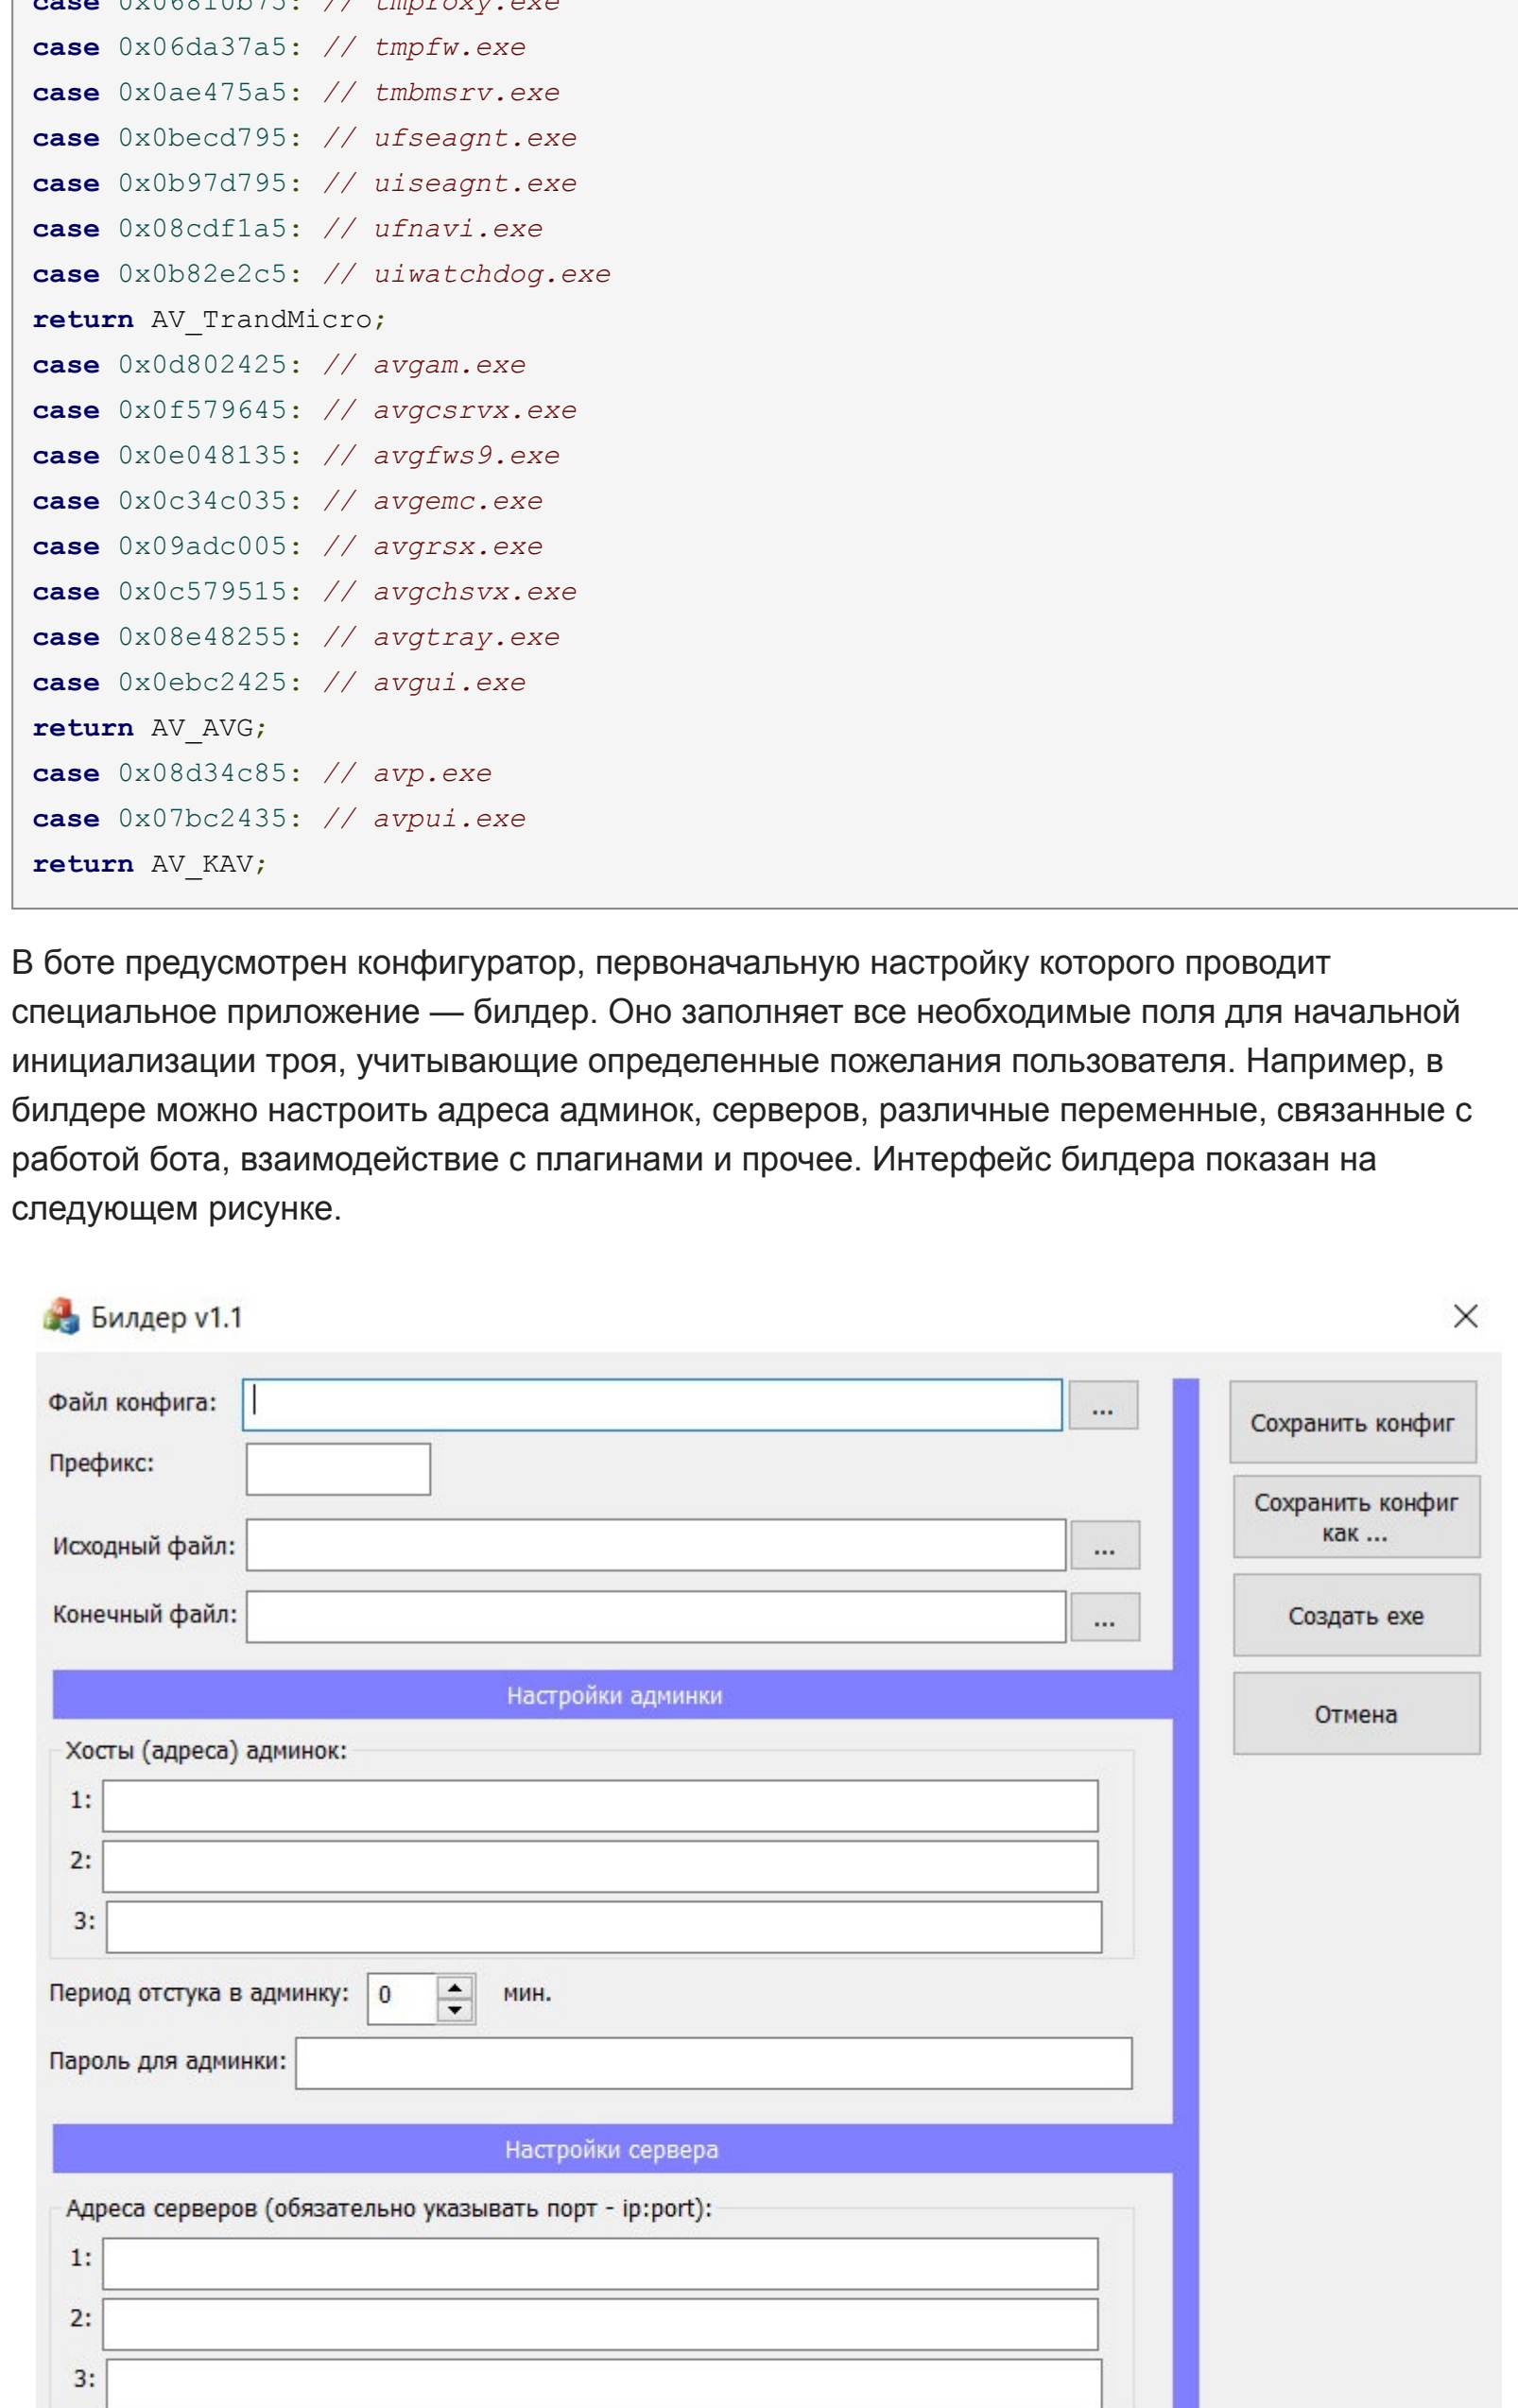 case 0x068f0b75: // tmproxy.exe
case 0x06da37a5: // tmpfw.exe
case 0x0ae475a5: // tmbmsrv.exe
case 0x0becd795: // ufseagnt.exe
case 0x0b97d795: // uiseagnt.exe
case 0x08cdf1a5: // ufnavi.exe
case 0x0b82e2c5: // uiwatchdog.exe
return AV_TrandMicro;
case 0x0d802425: // avgam.exe
case 0x0f579645: // avgcsrvx.exe
case 0x0e048135: // avgfws9.exe
case 0x0c34c035: // avgemc.exe
case 0x09adc005: // avgrsx.exe
case 0x0c579515: // avgchsvx.exe
case 0x08e48255: // avgtray.exe
case 0x0ebc2425: // avgui.exe
return AV_AVG;
case 0x08d34c85: // avp.exe
case 0x07bc2435: // avpui.exe
return AV_KAV;
В боте предусмотрен конфигуратор, первоначальную настройку которого проводит
специальное приложение — билдер. Оно заполняет все необходимые поля для начальной
инициализации троя, учитывающие определенные пожелания пользователя. Например, в
билдере можно настроить адреса админок, серверов, различные переменные, связанные с
работой бота, взаимодействие с плагинами и прочее. Интерфейс билдера показан на
следующем рисунке.
Билдер v1.1
Файл конфига:
...
Сохранить конфиг
Префикс:
Сохранить конфиг
как ...
Исходный файл:
...
Конечный файл:
...
Создать exe
Настройки админки
Отмена
Хосты (адреса) админок:
1:
2:
3:
Период отстука в админку: 0 мин.
Пароль для админки:
Настройки сервера
Адреса серверов (обязательно указывать порт - ip:port):
1:
2:
3: